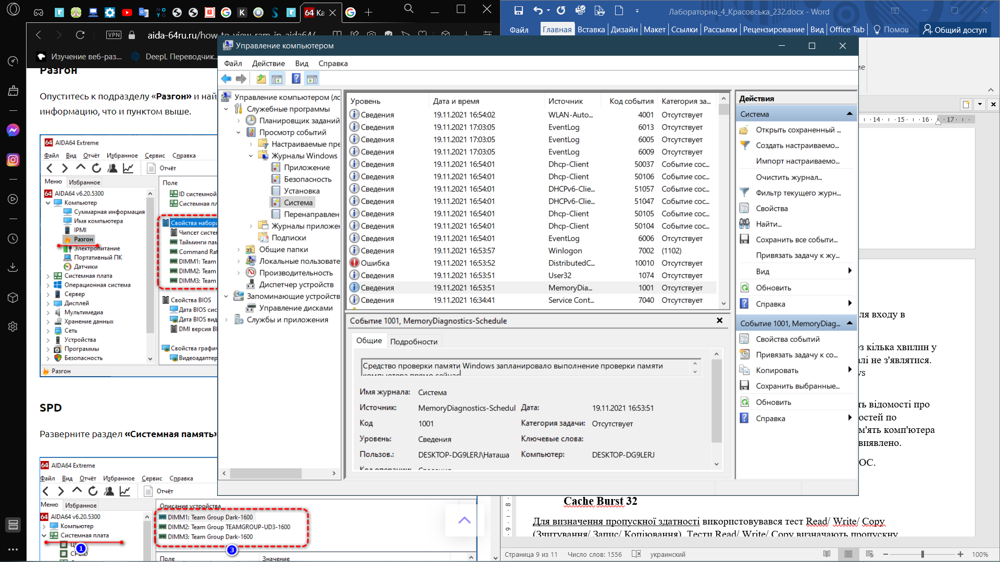 Лабораторна_4_Красовська_232.docx - Word
Файл
Главная
Вставка
Дизайн
Макет
Ссылки
Рассылки
Рецензирование
Вид
Office Tab
Общий доступ
VPN
aida-64ru.ru/how-to-view-ram-in-aida64/
Изучение веб-раз...
DeepL Переводчик...
Разгон
Опуститесь к подразделу «Разгон» и най
информацию, что и пунктом выше.
AIDA64 Extreme
Файл Вид Отчёт Избранное Сервис Справка
Отчёт
Меню Избранное
Поле
AIDA64 v6.20.5300
Компьютер
Суммарная информация
Имя компьютера
IPMI
Разгон
Электропитание
Портативный ПК
Датчики
Системная плата
Операционная система
Сервер
Дисплей
Мультимедиа
Хранение данных
Сеть
Устройства
Программы
Безопасность
ID системной
Системная пл
Свойства набора
Чипсет систе
Тайминги пам
Command Rat
DIMM1: Team
DIMM2: Team
DIMM3: Team
Свойства BIOS
Дата BIOS сис
Дата BIOS вид
DMI версия BI
Свойства графич
Видеоадаптер
Разгон
SPD
Разверните раздел «Системная память»
AIDA64 Extreme
Файл Вид Отчёт Избранное Сервис Справка
Отчёт
Меню Избранное
Описание устройства
AIDA64 v6.20.5300
Компьютер
Системная плата
CPUID
DIMM1: Team Group Dark-1600
DIMM2: Team Group TEAMGROUP-UD3-1600
DIMM3: Team Group Dark-1600
1
3
Поле Значение
Управление компьютером
Файл Действие Вид Справка
Управление компьютером (лс
Служебные программы
Планировщик заданий
Просмотр событий
Настраиваемые пре
Журналы Windows
Приложение
Безопасность
Установка
Система
Перенаправлен
Журналы приложен
Подписки
Общие папки
Локальные пользовате
Производительность
Диспетчер устройств
Запоминающие устройств
Управление дисками
Службы и приложения
Уровень Дата и время Источник Код события Категория за...
Сведения 19.11.2021 16:54:02 WLAN-Auto... 4001 Отсутствует
Сведения 19.11.2021 17:03:05 EventLog 6013 Отсутствует
Сведения 19.11.2021 17:03:05 EventLog 6005 Отсутствует
Сведения 19.11.2021 17:03:05 EventLog 6009 Отсутствует
Сведения 19.11.2021 16:54:01 Dhcp-Client 50037 Событие сос...
Сведения 19.11.2021 16:54:01 Dhcp-Client 50106 Событие сос...
Сведения 19.11.2021 16:54:01 DHCPv6-Clie... 51057 Событие сос...
Сведения 19.11.2021 16:54:01 DHCPv6-Clie... 51047 Событие сос...
Сведения 19.11.2021 16:54:01 Dhcp-Client 50105 Событие сос...
Сведения 19.11.2021 16:54:01 Dhcp-Client 50104 Событие сос...
Сведения 19.11.2021 16:54:01 EventLog 6006 Отсутствует
Сведения 19.11.2021 16:53:57 Winlogon 7002 (1102)
Ошибка 19.11.2021 16:53:52 DistributedC... 10010 Отсутствует
Сведения 19.11.2021 16:53:51 User32 1074 Отсутствует
Сведения 19.11.2021 16:53:51 MemoryDia... 1001 Отсутствует
Сведения 19.11.2021 16:34:41 Service Cont... 7040 Отсутствует
Событие 1001, MemoryDiagnostics-Schedule
Общие Подробности
Средство проверки памяти Windows запланировало выполнение проверки памяти
компьютера прямо сейчас
Имя журнала: Система
Источник: MemoryDiagnostics-Schedul Дата: 19.11.2021 16:53:51
Код 1001 Категория задачи: Отсутствует
Уровень: Сведения Ключевые слова:
Пользов.: DESKTOP-DG9LERJ\Наташа Компьютер: DESKTOP-DG9LERJ
Код операции: Сведения
Действия
Система
Открыть сохраненный ...
Создать настраиваемо...
Импорт настраиваемо...
Очистить журнал...
Фильтр текущего журн...
Свойства
Найти...
Сохранить все событи...
Привязать задачу к жу...
Вид
Обновить
Справка
Событие 1001, MemoryDiag...
Свойства событий
Привязать задачу к со...
Копировать
Сохранить выбранные...
Обновить
Справка
14 15 16 17
ля входу в
ез кілька хвилин у
алі не з'являтися.
ть відомості про
остей по
м'ять комп'ютера
виявлено.
ОС.
Cache Burst 32
Для визначення пропускної здатності використовувався тест Read/ Write/ Copy
(Зчитування/ Запис/ Копіювання). Тести Read/ Write/ Copy визначають пропускну
Страница 9 из 11 Число слов: 1556 украинский 100%